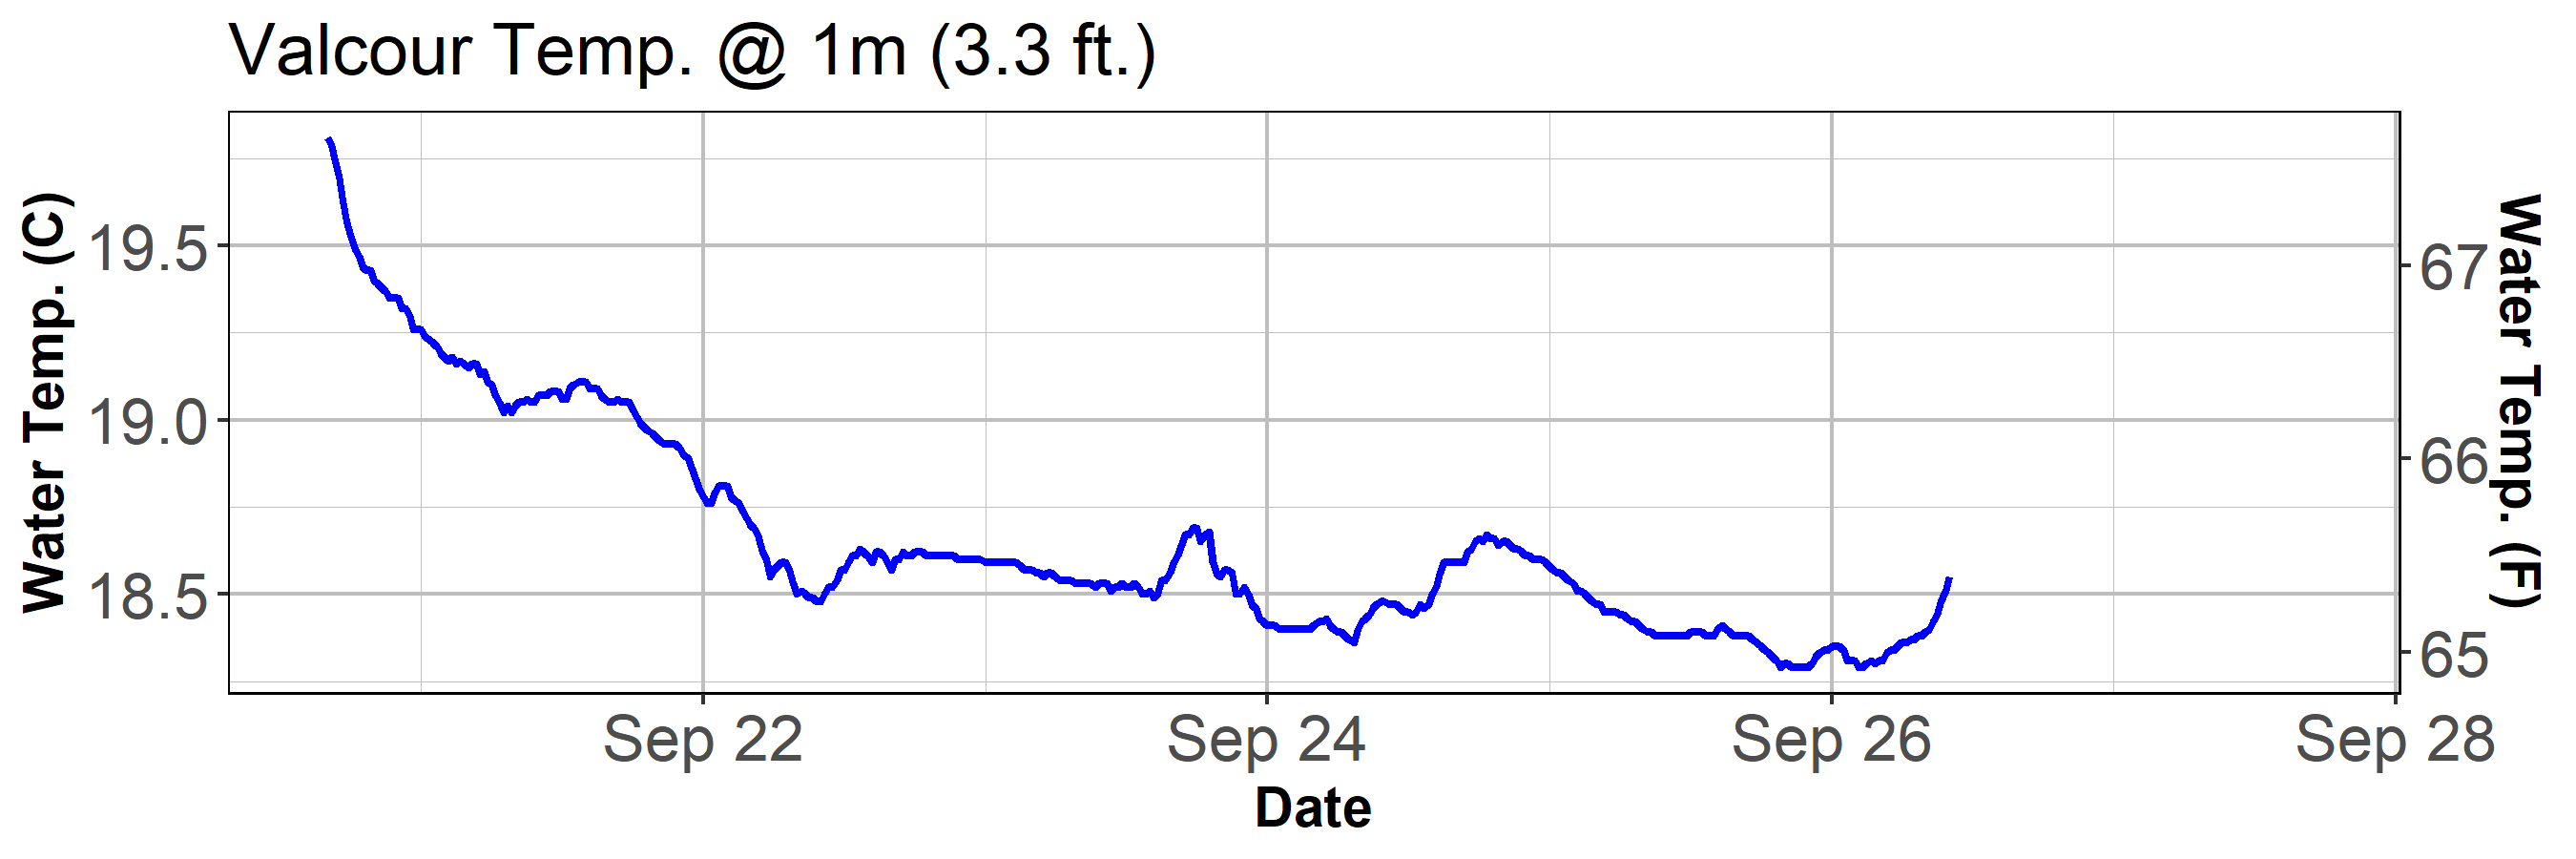 Valcour Temp. @ 1m (3.3 ft.)
Water Temp. (C)
19.5
19.0
18.5
67
66
65
Water Temp. (F)
Sep 22
Sep 24
Sep 26
Sep 28
Date